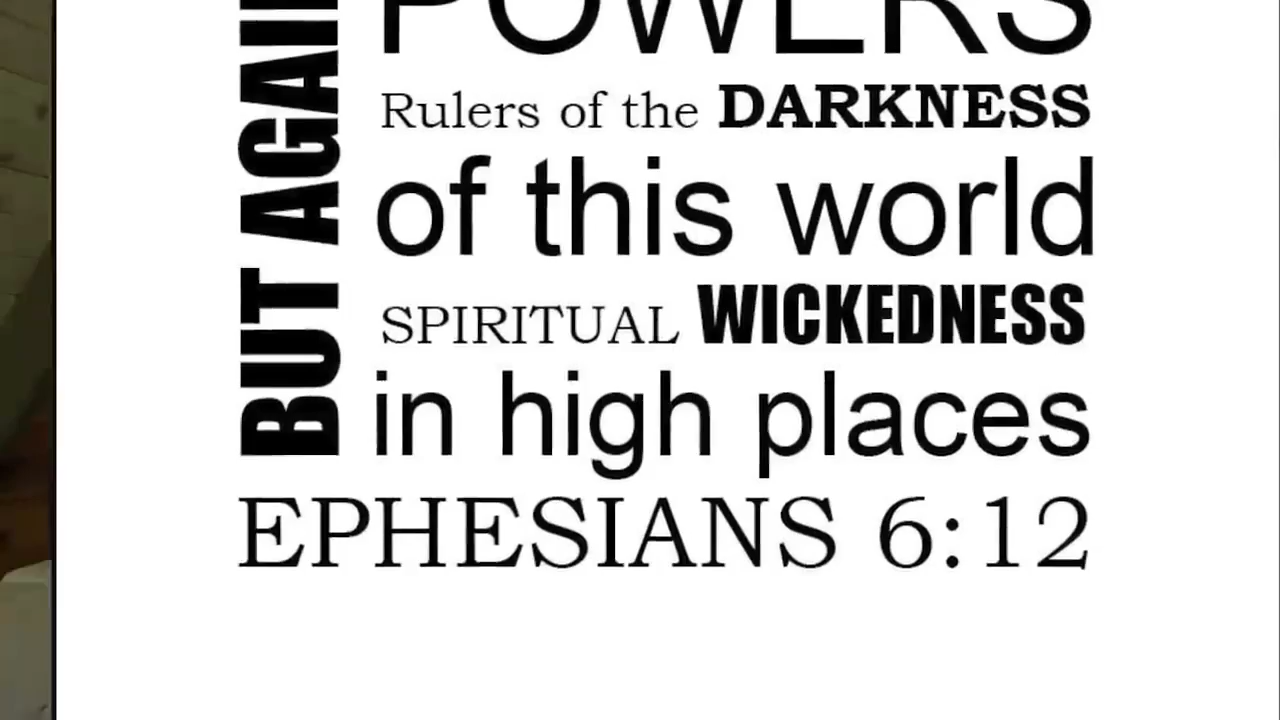 BUT AGAI
POWERS
Rulers of the DARKNESS
of this world
SPIRITUAL WICKEDNESS
in high places
EPHESIANS 6:12